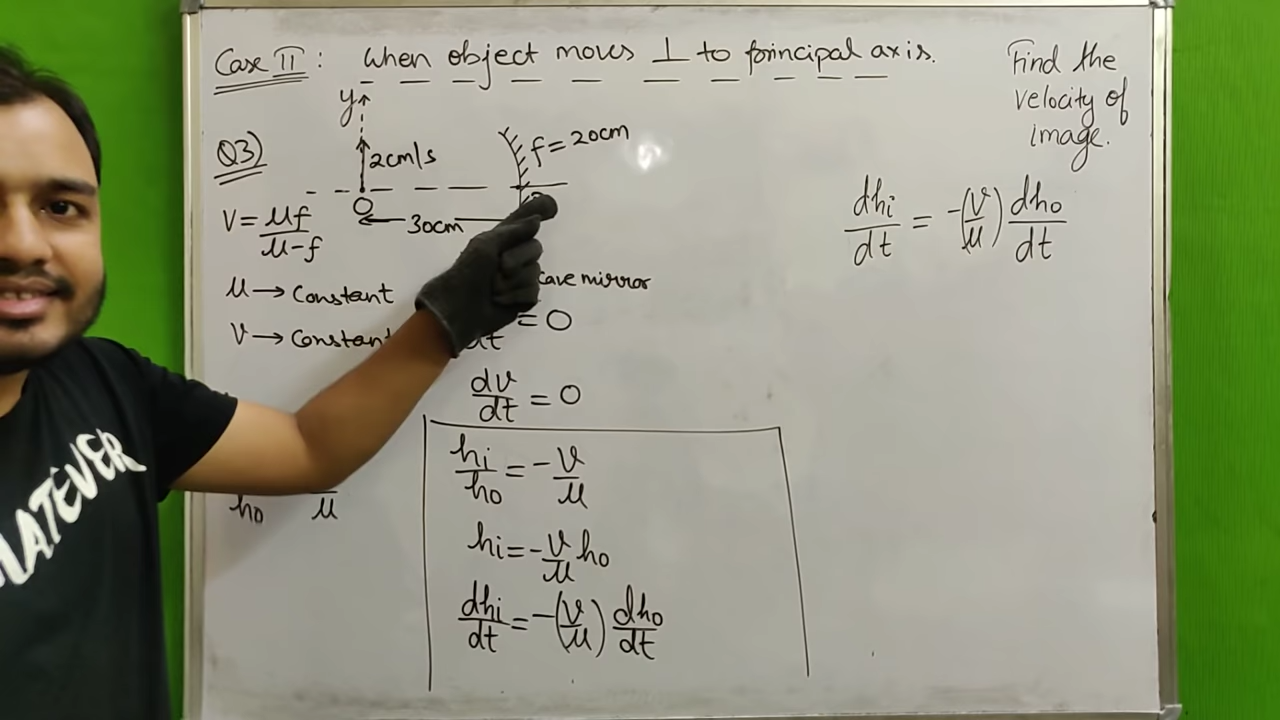 Case II : When object moves ⊥ to principal axis.
Find the
velocity of
image.
y
Q3)
2cm/s
f = 20cm
O
30cm
V = uf/u-f
u → Constant
mirror
= 0
V → Constant
dv/dt = 0
dhi/dt = -(v/u) dho/dt
hi/ho = -v/u
ho u
hi = -v/u ho
dhi/dt = -(v/u) dho/dt